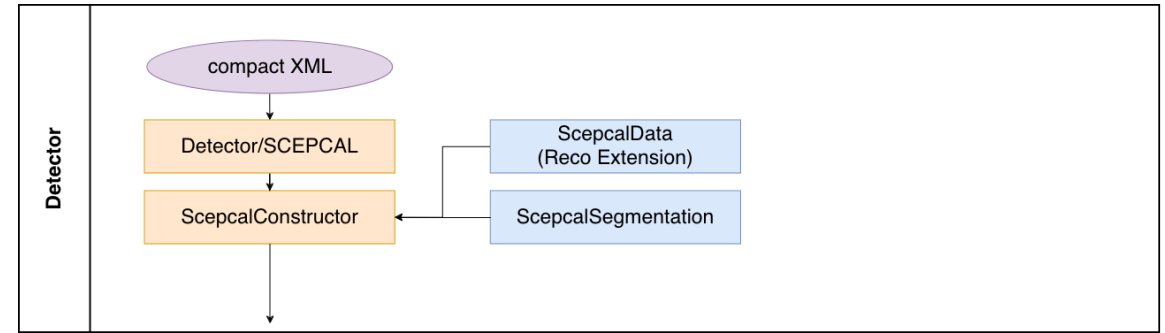 Detector
compact XML
Detector/SCEPCAL
ScepcalData
(Reco Extension)
ScepcalConstructor
ScepcalSegmentation